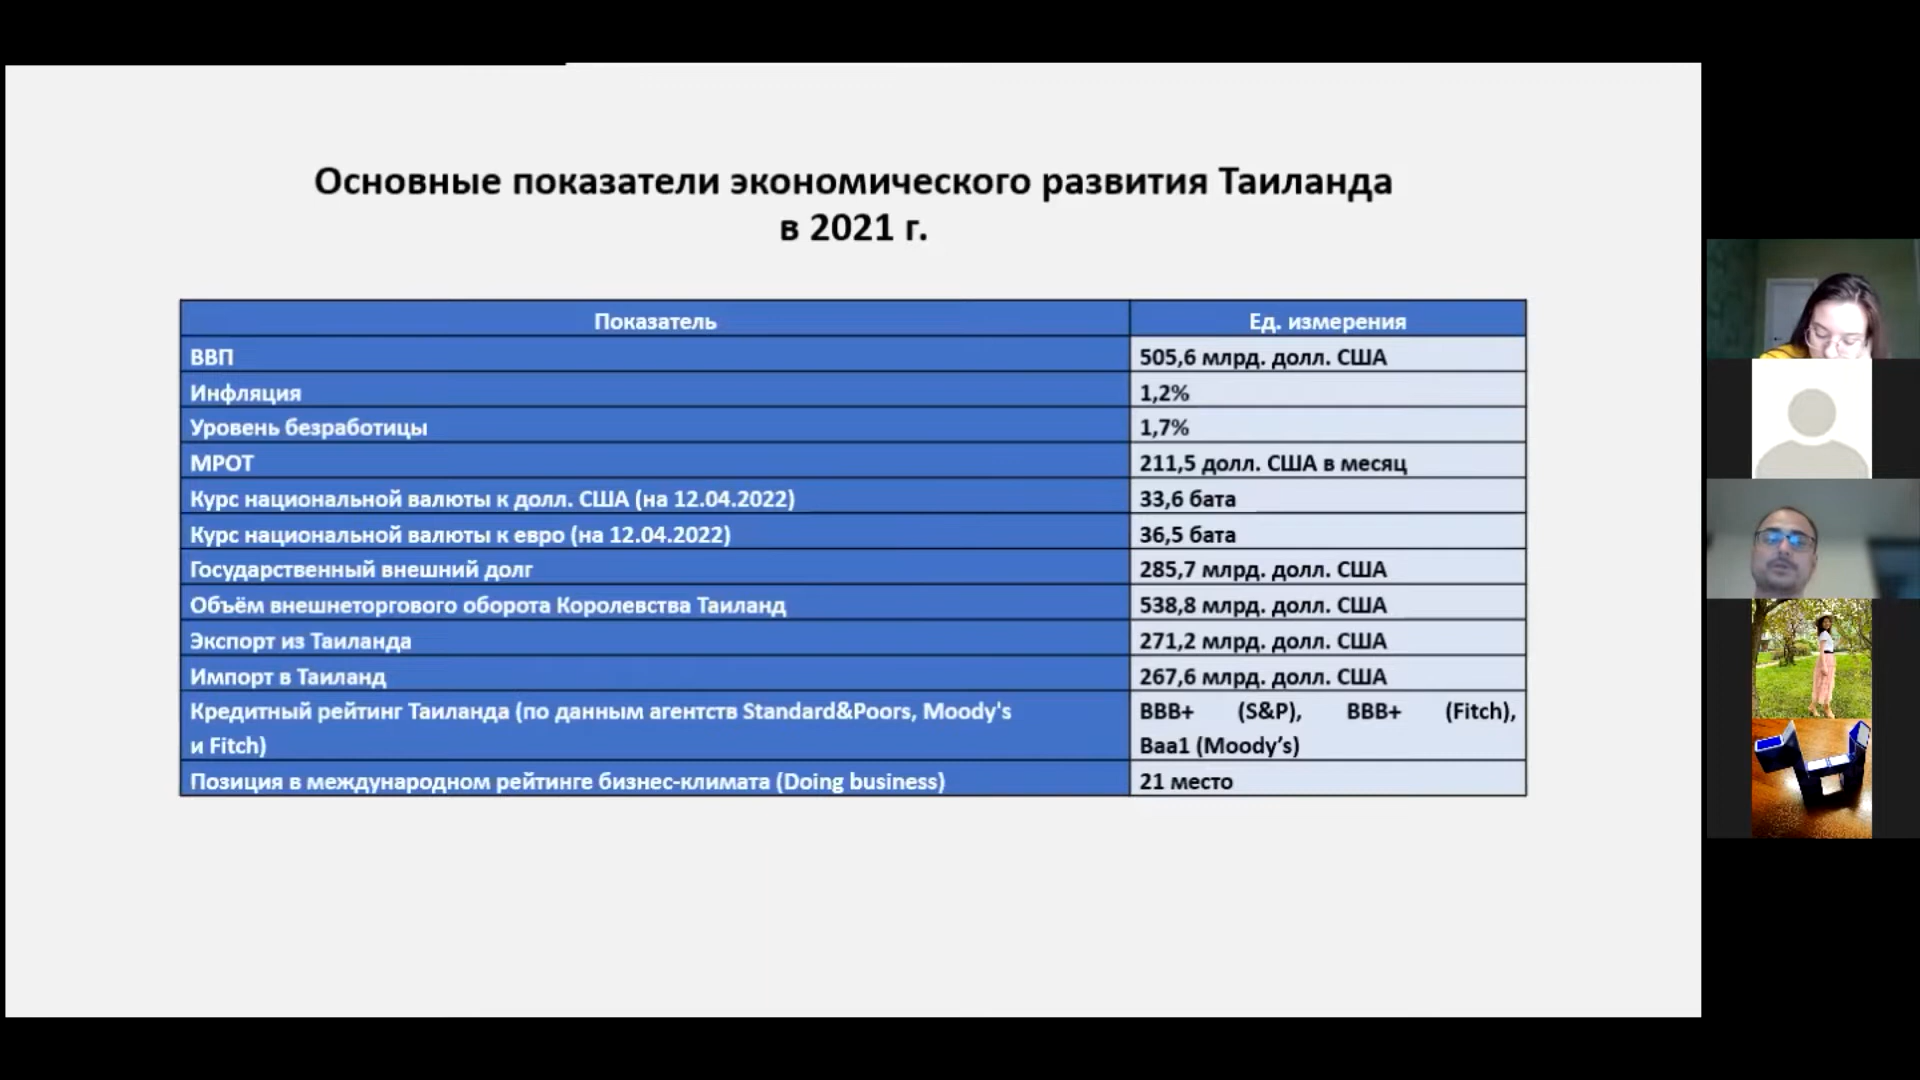 Основные показатели экономического развития Таиланда
в 2021 г.
Показатель Ед. измерения
ВВП 505,6 млрд. долл. США
Инфляция 1,2%
Уровень безработицы 1,7%
МРОТ 211,5 долл. США в месяц
Курс национальной валюты к долл. США (на 12.04.2022) 33,6 бата
Курс национальной валюты к евро (на 12.04.2022) 36,5 бата
Государственный внешний долг 285,7 млрд. долл. США
Объём внешнеторгового оборота Королевства Таиланд 538,8 млрд. долл. США
Экспорт из Таиланда 271,2 млрд. долл. США
Импорт в Таиланд 267,6 млрд. долл. США
Кредитный рейтинг Таиланда (по данным агентств Standard&Poors, Moody's BBB+ (S&P), BBB+ (Fitch),
и Fitch) Baa1 (Moody’s)
Позиция в международном рейтинге бизнес-климата (Doing business) 21 место